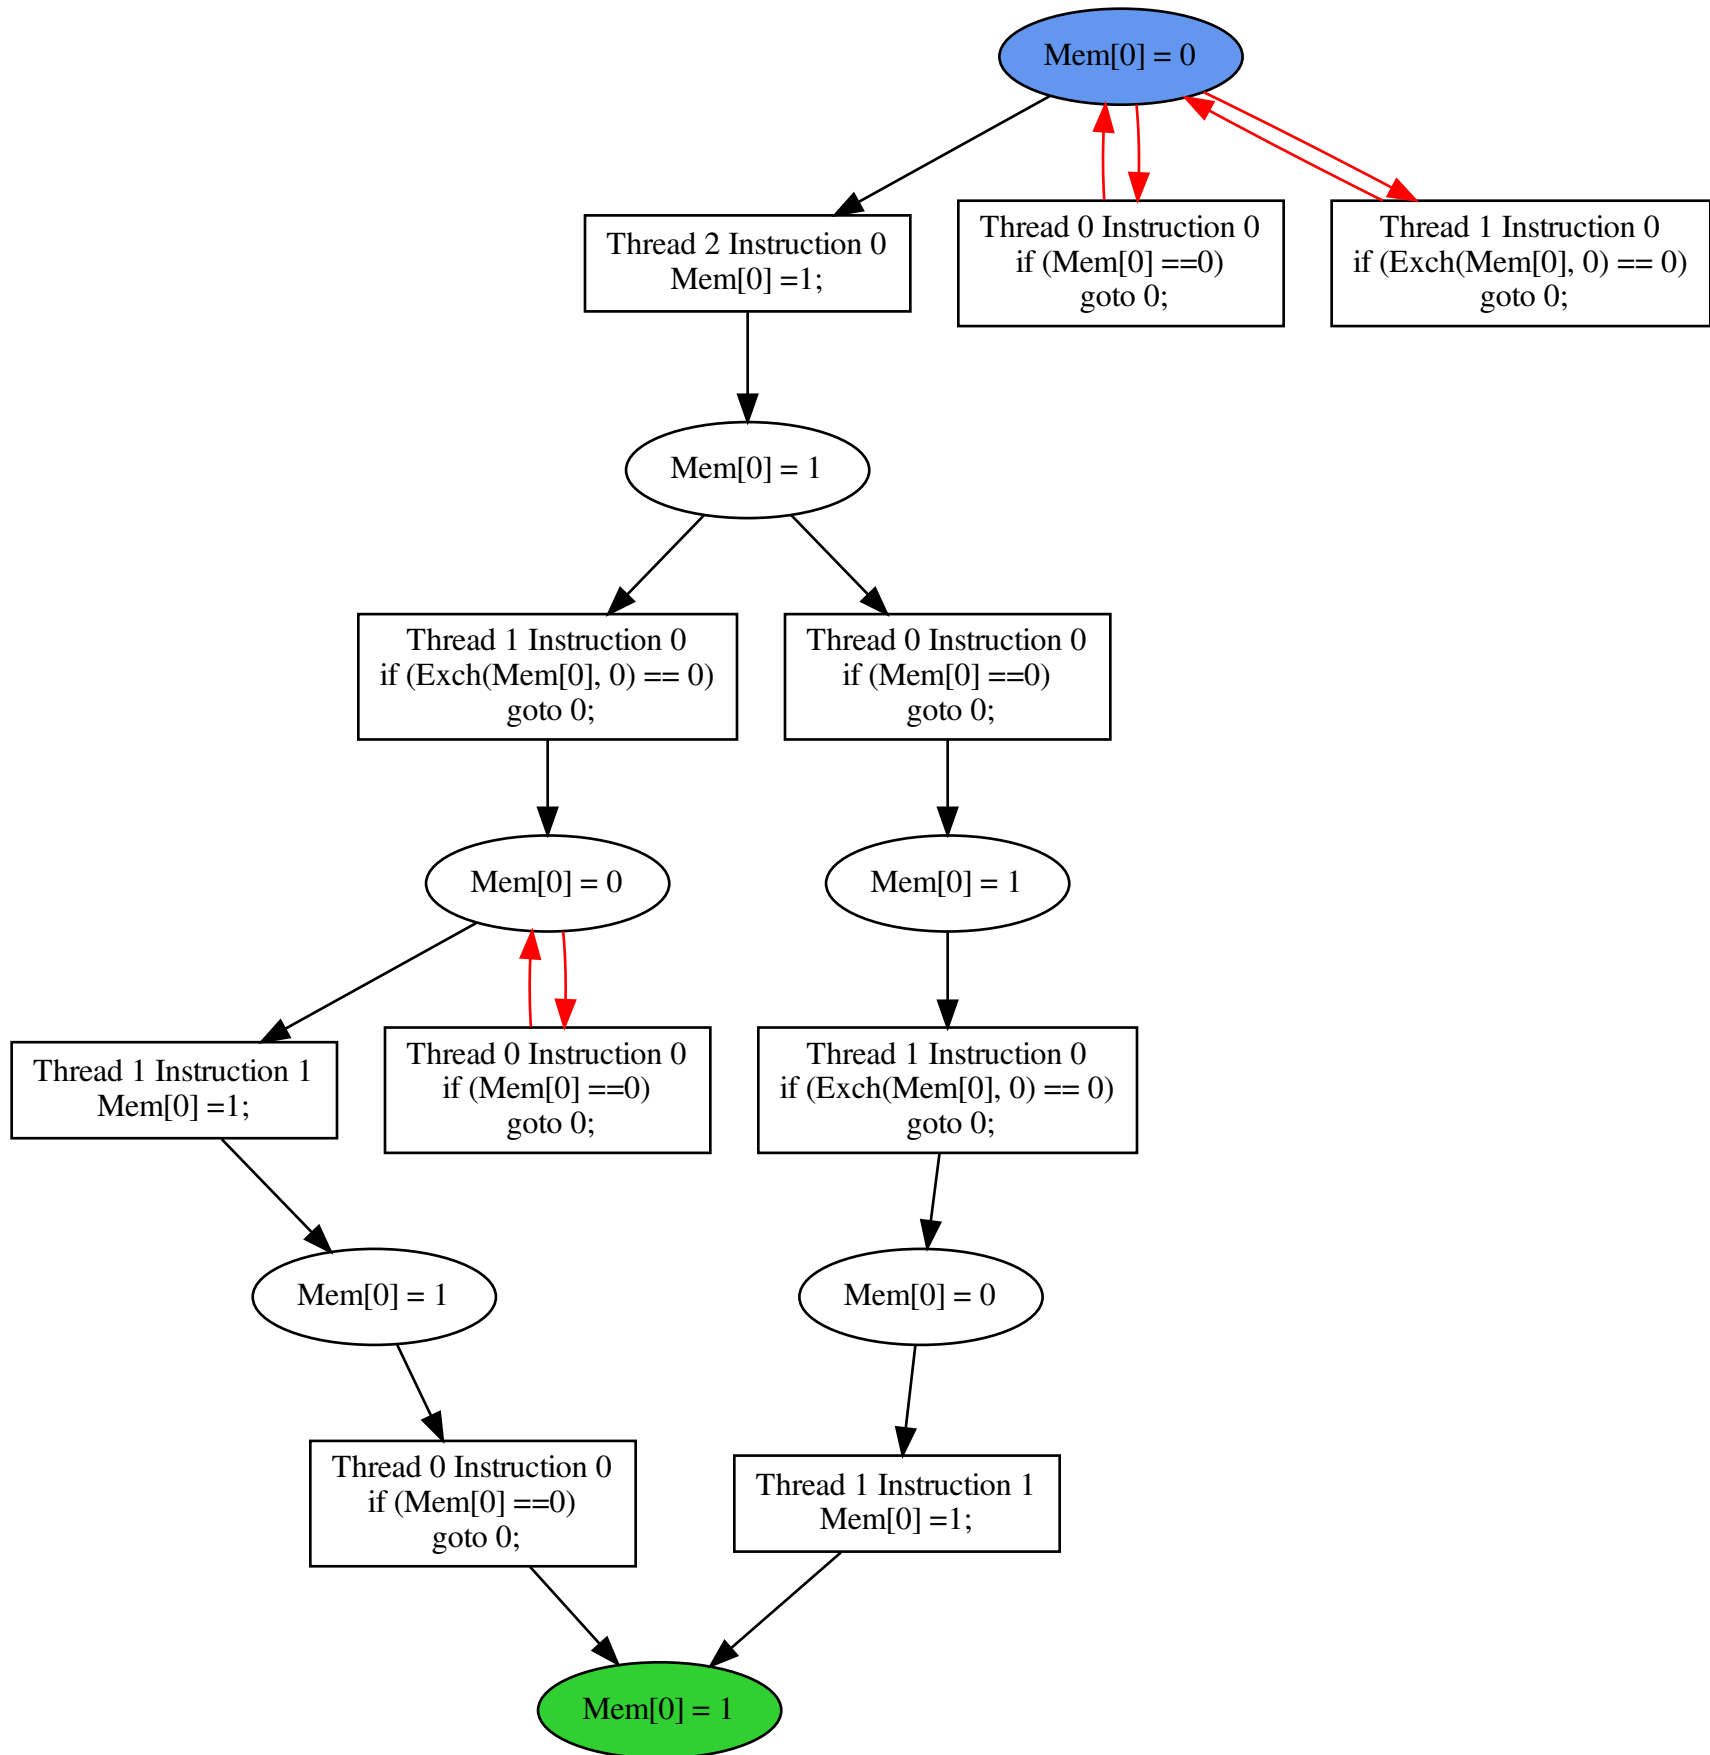 Mem[0] = 0
Thread 2 Instruction 0
Mem[0] =1;
Thread 0 Instruction 0
if (Mem[0] ==0)
goto 0;
Thread 1 Instruction 0
if (Exch(Mem[0], 0) == 0)
goto 0;
Mem[0] = 1
Thread 1 Instruction 0
if (Exch(Mem[0], 0) == 0)
goto 0;
Thread 0 Instruction 0
if (Mem[0] ==0)
goto 0;
Mem[0] = 0
Mem[0] = 1
Thread 1 Instruction 1
Mem[0] =1;
Thread 0 Instruction 0
if (Mem[0] ==0)
goto 0;
Thread 1 Instruction 0
if (Exch(Mem[0], 0) == 0)
goto 0;
Mem[0] = 1
Mem[0] = 0
Thread 0 Instruction 0
if (Mem[0] ==0)
goto 0;
Thread 1 Instruction 1
Mem[0] =1;
Mem[0] = 1